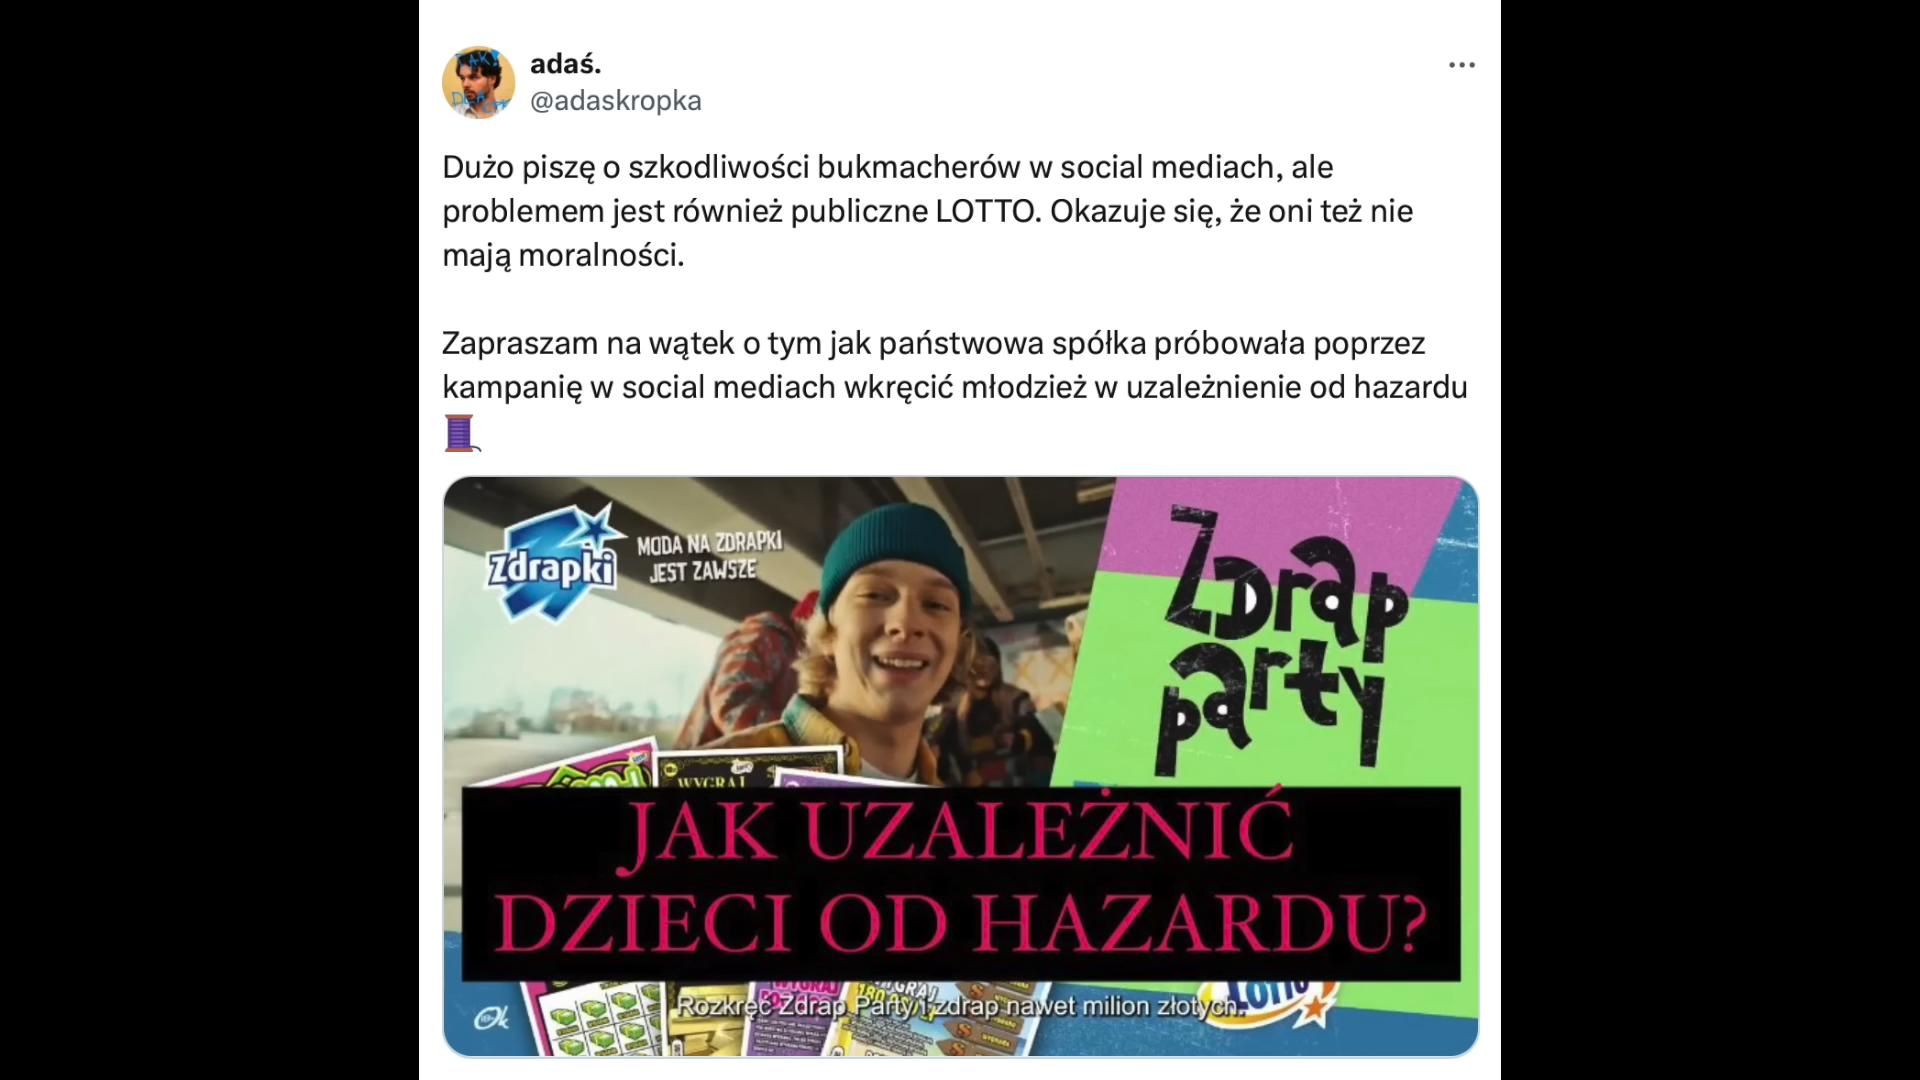 adaś.
@adaskropka
Dużo piszę o szkodliwości bukmacherów w social mediach, ale
problemem jest również publiczne LOTTO. Okazuje się, że oni też nie
mają moralności.
Zapraszam na wątek o tym jak państwowa spółka próbowała poprzez
kampanię w social mediach wkręcić młodzież w uzależnienie od hazardu
Zdrapki
MODA NA ZDRAPKI
JEST ZAWSZE
Zdrap
party
WYGRAJ
JAK UZALEŻNIĆ
DZIECI OD HAZARDU?
Rozkręć Zdrap Party i zdrap nawet milion złotych.
LOTTO